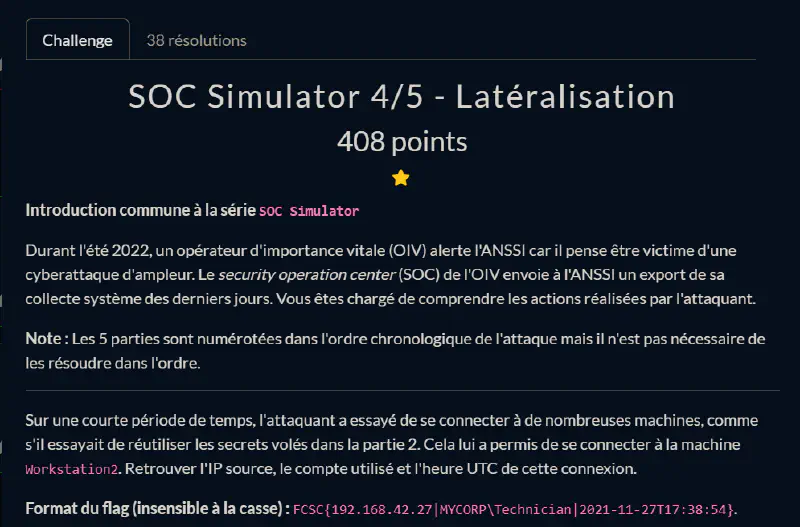 Challenge
38 résolutions
SOC Simulator 4/5 - Latéralisation
408 points
Introduction commune à la série SOC Simulator
Durant l'été 2022, un opérateur d'importance vitale (OIV) alerte l'ANSSI car il pense être victime d'une
cyberattaque d'ampleur. Le security operation center (SOC) de l'OIV envoie à l'ANSSI un export de sa
collecte système des derniers jours. Vous êtes chargé de comprendre les actions réalisées par l'attaquant.
Note : Les 5 parties sont numérotées dans l'ordre chronologique de l'attaque mais il n'est pas nécessaire de
les résoudre dans l'ordre.
Sur une courte période de temps, l'attaquant a essayé de se connecter à de nombreuses machines, comme
s'il essayait de réutiliser les secrets volés dans la partie 2. Cela lui a permis de se connecter à la machine
Workstation2. Retrouver l'IP source, le compte utilisé et l'heure UTC de cette connexion.
Format du flag (insensible à la casse) : FCSC{192.168.42.27|MYCORP\Technician|2021-11-27T17:38:54}.